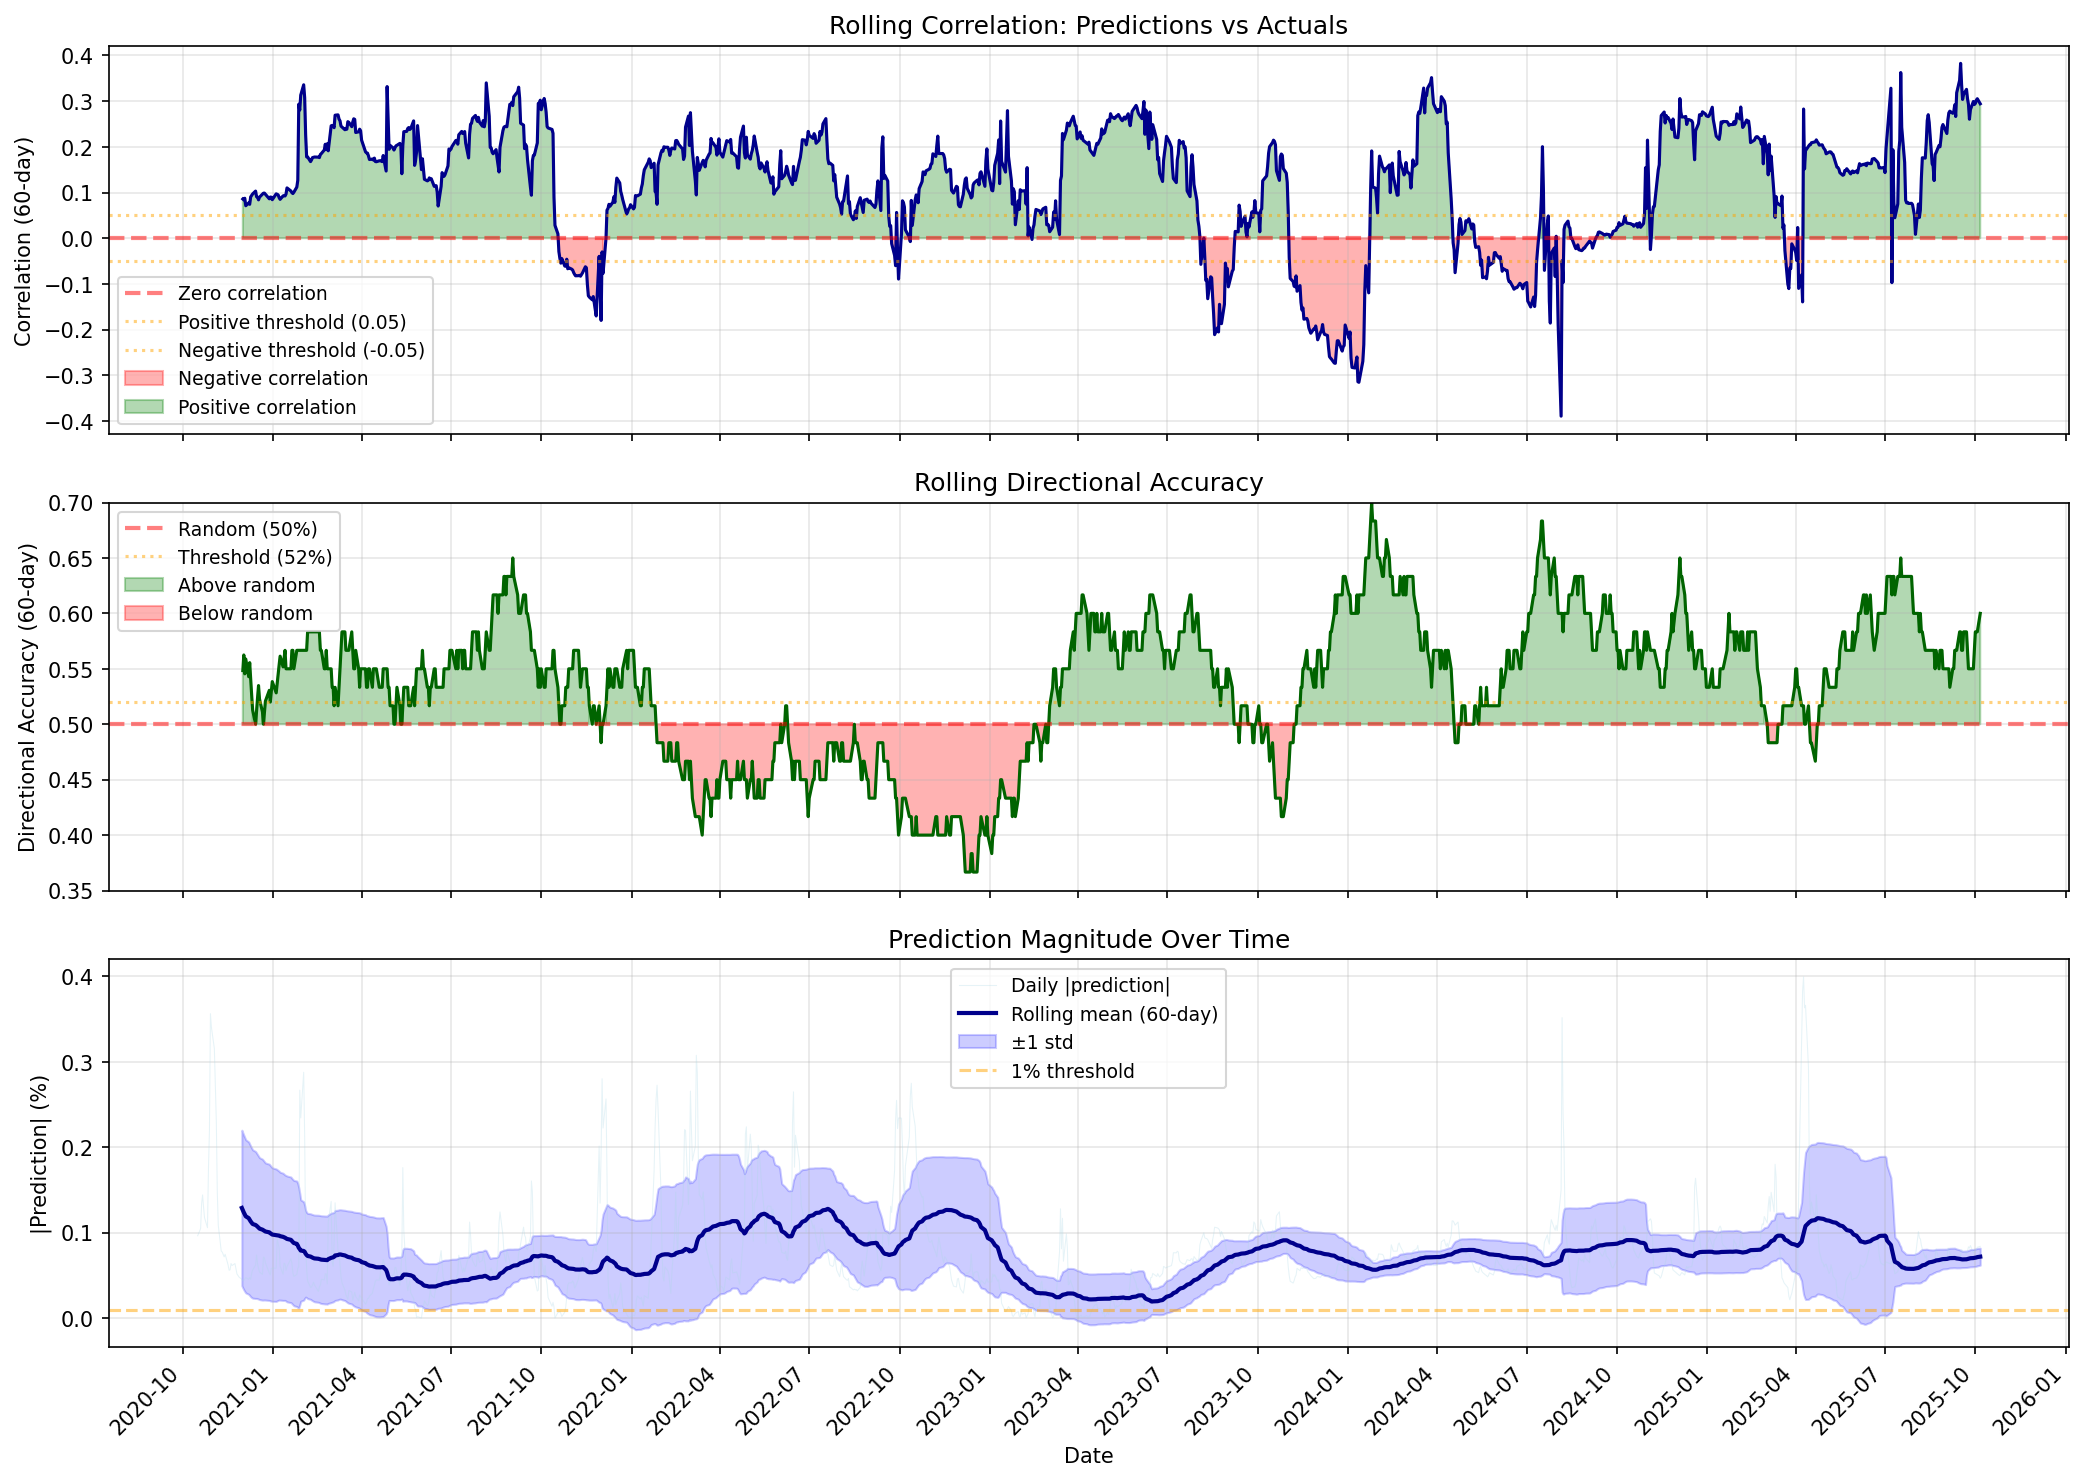 Rolling Correlation: Predictions vs Actuals
Correlation (60-day)
0.4
0.3
0.2
0.1
0.0
−0.1
−0.2
−0.3
−0.4
Zero correlation
Positive threshold (0.05)
Negative threshold (-0.05)
Negative correlation
Positive correlation
Rolling Directional Accuracy
Directional Accuracy (60-day)
0.70
0.65
0.60
0.55
0.50
0.45
0.40
0.35
Random (50%)
Threshold (52%)
Above random
Below random
Prediction Magnitude Over Time
|Prediction| (%)
0.4
0.3
0.2
0.1
0.0
Daily |prediction|
Rolling mean (60-day)
±1 std
1% threshold
2020-10
2021-01
2021-04
2021-07
2021-10
2022-01
2022-04
2022-07
2022-10
2023-01
2023-04
2023-07
2023-10
2024-01
2024-04
2024-07
2024-10
2025-01
2025-04
2025-07
2025-10
2026-01
Date